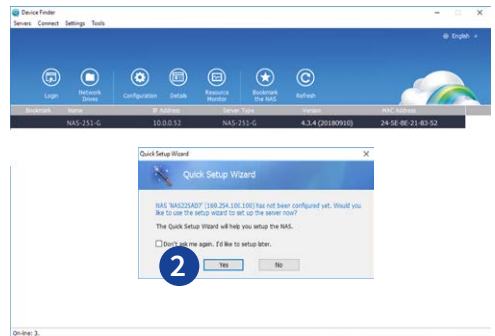 Device Finder
Servers Connect Settings Tools
English
Login
Network Drives
Configuration
Details
Resource Monitor
Bookmark the NAS
Refresh
Bookmark Name IP Address Server Type Version MAC Address
NAS-251-G 10.0.0.52 NAS-251-G 4.3.4 (20180910) 24-5E-BE-21-83-52
Quick Setup Wizard
Quick Setup Wizard
NAS has not been configured yet. Would you
like to use the setup wizard to set up the server now?
The Quick Setup Wizard will help you setup the NAS.
Don't ask me again. I'd like to setup later.
2
Yes No
On-line: 3.